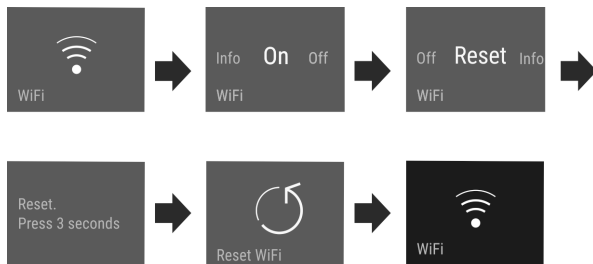 WiFi
Info On Off
WiFi
Off Reset Info
WiFi
Reset.
Press 3 seconds
Reset WiFi
WiFi